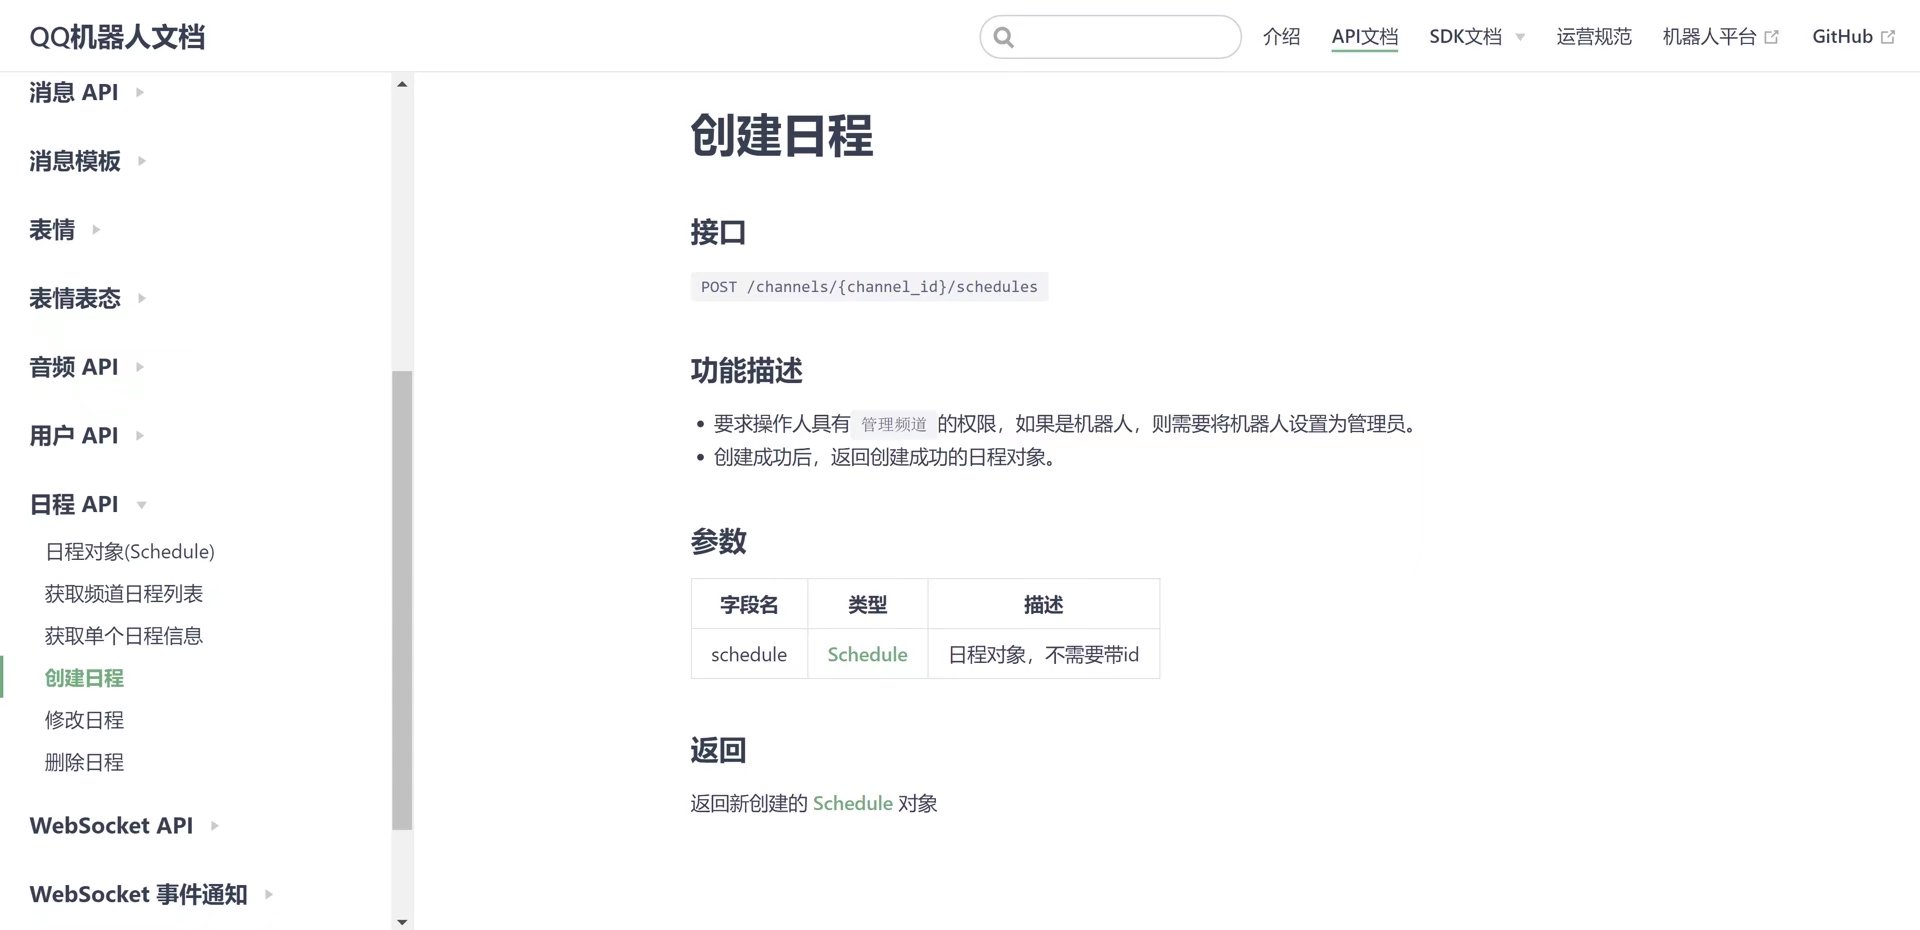 QQ机器人文档
介绍 API文档 SDK文档 运营规范 机器人平台 GitHub
消息 API
消息模板
表情
表情表态
音频 API
用户 API
日程 API
日程对象(Schedule)
获取频道日程列表
获取单个日程信息
创建日程
修改日程
删除日程
WebSocket API
WebSocket 事件通知
创建日程
接口
POST /channels/{channel_id}/schedules
功能描述
要求操作人具有 管理频道 的权限，如果是机器人，则需要将机器人设置为管理员。
创建成功后，返回创建成功的日程对象。
参数
字段名 类型 描述
schedule Schedule 日程对象，不需要带id
返回
返回新创建的 Schedule 对象